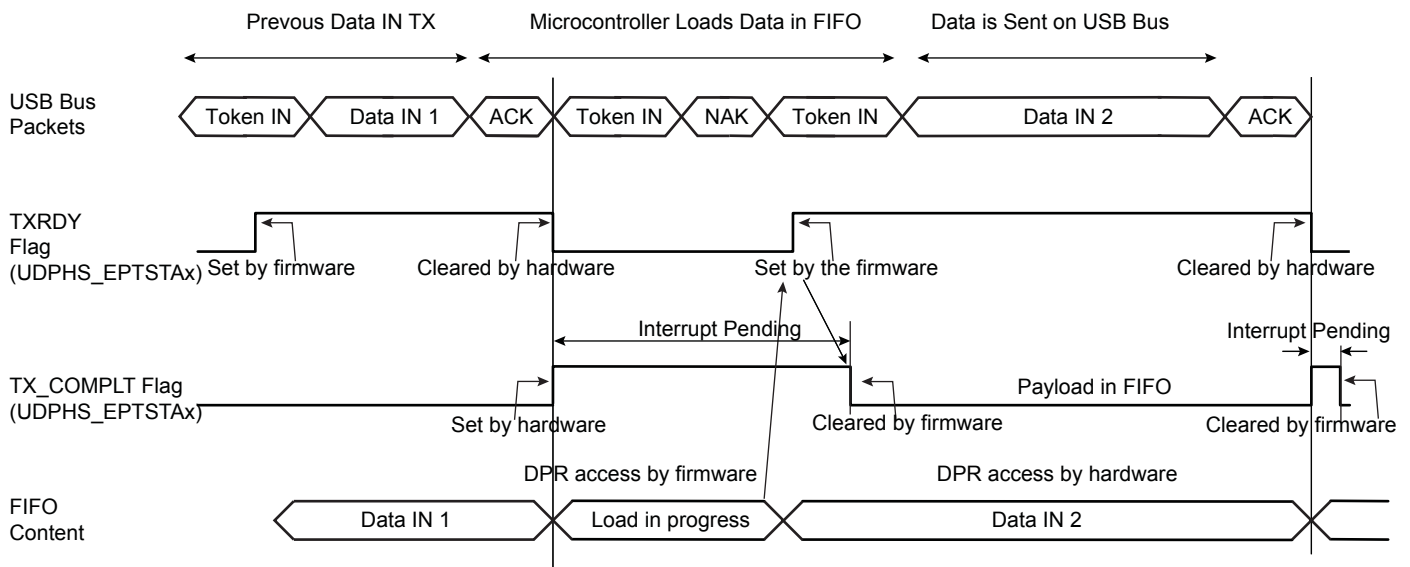 Prevous Data IN TX
Microcontroller Loads Data in FIFO
Data is Sent on USB Bus
USB Bus
Packets
Token IN
Data IN 1
ACK
Token IN
NAK
Token IN
Data IN 2
ACK
TXRDY
Flag
(UDPHS_EPTSTAx)
Set by firmware
Cleared by hardware
Set by the firmware
Cleared by hardware
Interrupt Pending
Interrupt Pending
TX_COMPLT Flag
(UDPHS_EPTSTAx)
Payload in FIFO
Set by hardware
Cleared by firmware
Cleared by firmware
DPR access by firmware
DPR access by hardware
FIFO
Content
Data IN 1
Load in progress
Data IN 2